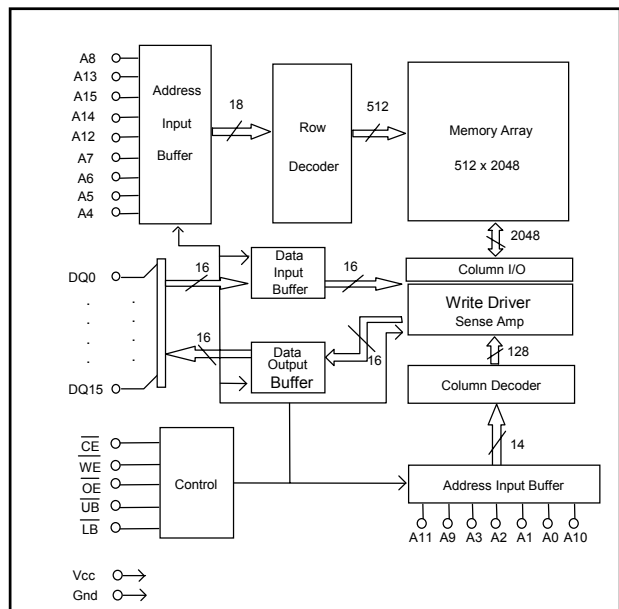 A8
A13
A15
A14
A12
A7
A6
A5
A4
Address
Input
Buffer
18
Row
Decoder
512
Memory Array
512 x 2048
2048
Column I/O
Write Driver
Sense Amp
128
Column Decoder
14
Address Input Buffer
A11 A9 A3 A2 A1 A0 A10
DQ0
. .
. .
. .
. .
DQ15
16
Data
Input
Buffer
16
16
Data
Output
Buffer
16
CE
WE
OE
UB
LB
Control
Vcc
Gnd